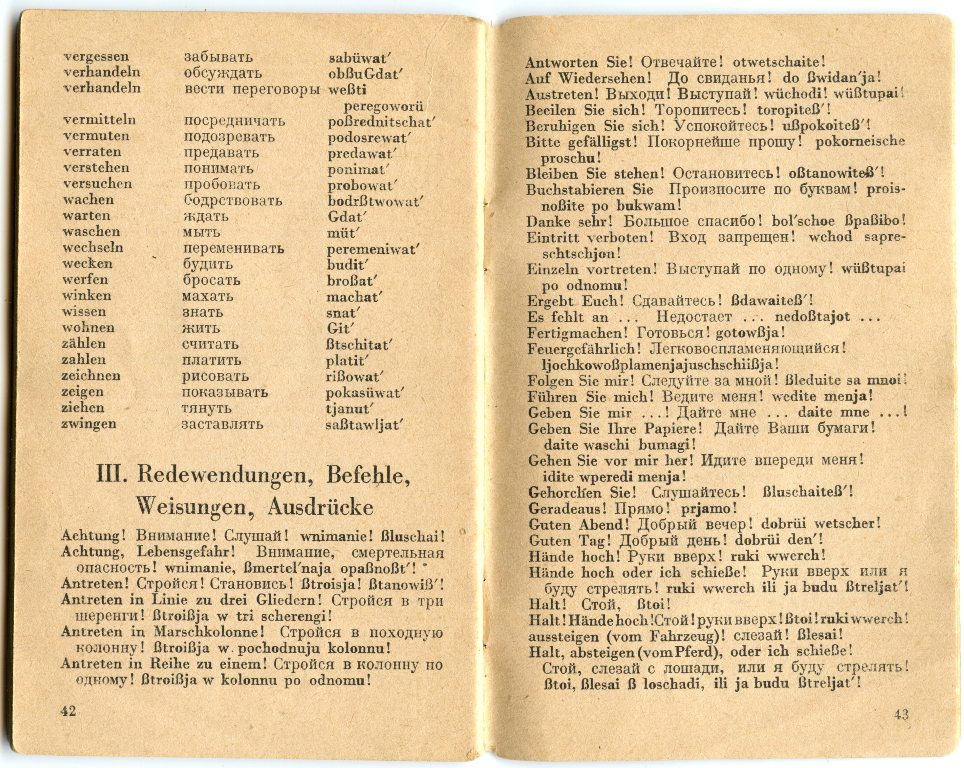 vergessen забывать sabüwat′
verhandeln обсуждать obßuGdat′
verhandeln вести переговоры weßti
peregoworü
vermitteln посредничать poßrednitschat′
vermuten подозревать podosrewat′
verraten предавать predawat′
verstehen понимать ponimat′
versuchen пробовать probowat′
wachen бодрствовать bodrßtwowat′
warten ждать Gdat′
waschen мыть müt′
wechseln переменивать peremeniwat′
wecken будить budit′
werfen бросать broßat′
winken махать machat′
wissen знать snat′
wohnen жить Git′
zählen считать ßtschitat′
zahlen платить platit′
zeichnen рисовать rißowat′
zeigen показывать pokasüwat′
ziehen тянуть tjanut′
zwingen заставлять saßtawljat′
III. Redewendungen, Befehle,
Weisungen, Ausdrücke
Achtung! Внимание! Слушай! wnimanie! ßluschai!
Achtung, Lebensgefahr! Внимание, смертельная
опасность! wnimanie, ßmertel′naja opaßnoßt′!
Antreten! Стройся! Становись! ßtroisja! ßtanowiß′!
Antreten in Linie zu drei Gliedern! Стройся в три
шеренги! ßtroißja w tri scherengi!
Antreten in Marschkolonne! Стройся в походную
колонну! ßtroißja w pochodnuju kolonnu!
Antreten in Reihe zu einem! Стройся в колонну по
одному! ßtroißja w kolonnu po odnomu!
42
Antworten Sie! Отвечайте! otwetschaite!
Auf Wiedersehen! До свиданья! do ßwidan′ja!
Austreten! Выходи! Выступай! wüchodi! wüßtupai!
Beeilen Sie sich! Торопитесь! toropiteß′!
Beruhigen Sie sich! Успокойтесь! ußpokoiteß′!
Bitte gefälligst! Покорнейше прошу! pokorneische
proschu!
Bleiben Sie stehen! Остановитесь! oßtanowiteß′!
Buchstabieren Sie Произносите по буквам! prois-
noßite po bukwam!
Danke sehr! Большое спасибо! bol′schoe ßpaßibo!
Eintritt verboten! Вход запрещен! wchod sapre-
schtschjon!
Einzeln vortreten! Выступай по одному! wüßtupai
po odnomu!
Ergebt Euch! Сдавайтесь! ßdawaiteß′!
Es fehlt an ... Недостает ... nedoßtajot ...
Fertigmachen! Готовься! gotowßja!
Feuergefährlich! Легковоспламеняющийся!
ljochkowoßplamenjajuschschiißja!
Folgen Sie mir! Следуйте за мной! ßleduite sa mnoi!
Führen Sie mich! Ведите меня! wedite menja!
Geben Sie mir ...! Дайте мне ... daite mne ...!
Geben Sie Ihre Papiere! Дайте Ваши бумаги!
daite waschi bumagi!
Gehen Sie vor mir her! Идите впереди меня!
idite wperedi menja!
Gehorchen Sie! Слушайтесь! ßluschaiteß′!
Geradeaus! Прямо! prjamo!
Guten Abend! Добрый вечер! dobrüi wetscher!
Guten Tag! Добрый день! dobrüi den′!
Hände hoch! Руки вверх! ruki wwerch!
Hände hoch oder ich schieße! Руки вверх или я
буду стрелять! ruki wwerch ili ja budu ßtreljat′!
Halt! Стой, ßtoi!
Halt! Hände hoch! Стой! руки вверх! ßtoi! ruki wwerch!
aussteigen (vom Fahrzeug)! слезай! ßlesai!
Halt, absteigen (vom Pferd), oder ich schieße!
Стой, слезай с лошади, или я буду стрелять!
ßtoi, ßlesai ß loschadi, ili ja budu ßtreljat′!
43